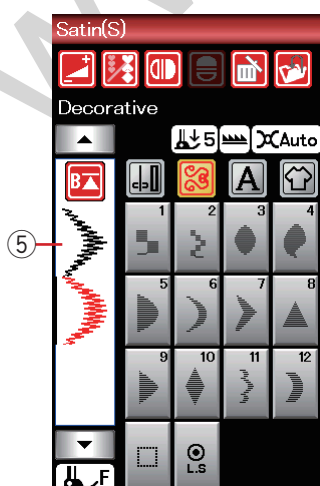 Satin(S)
Decorative
5 Auto
B A
1 2 3 4
⑤
5 6 7 8
9 10 11 12
L.S
F